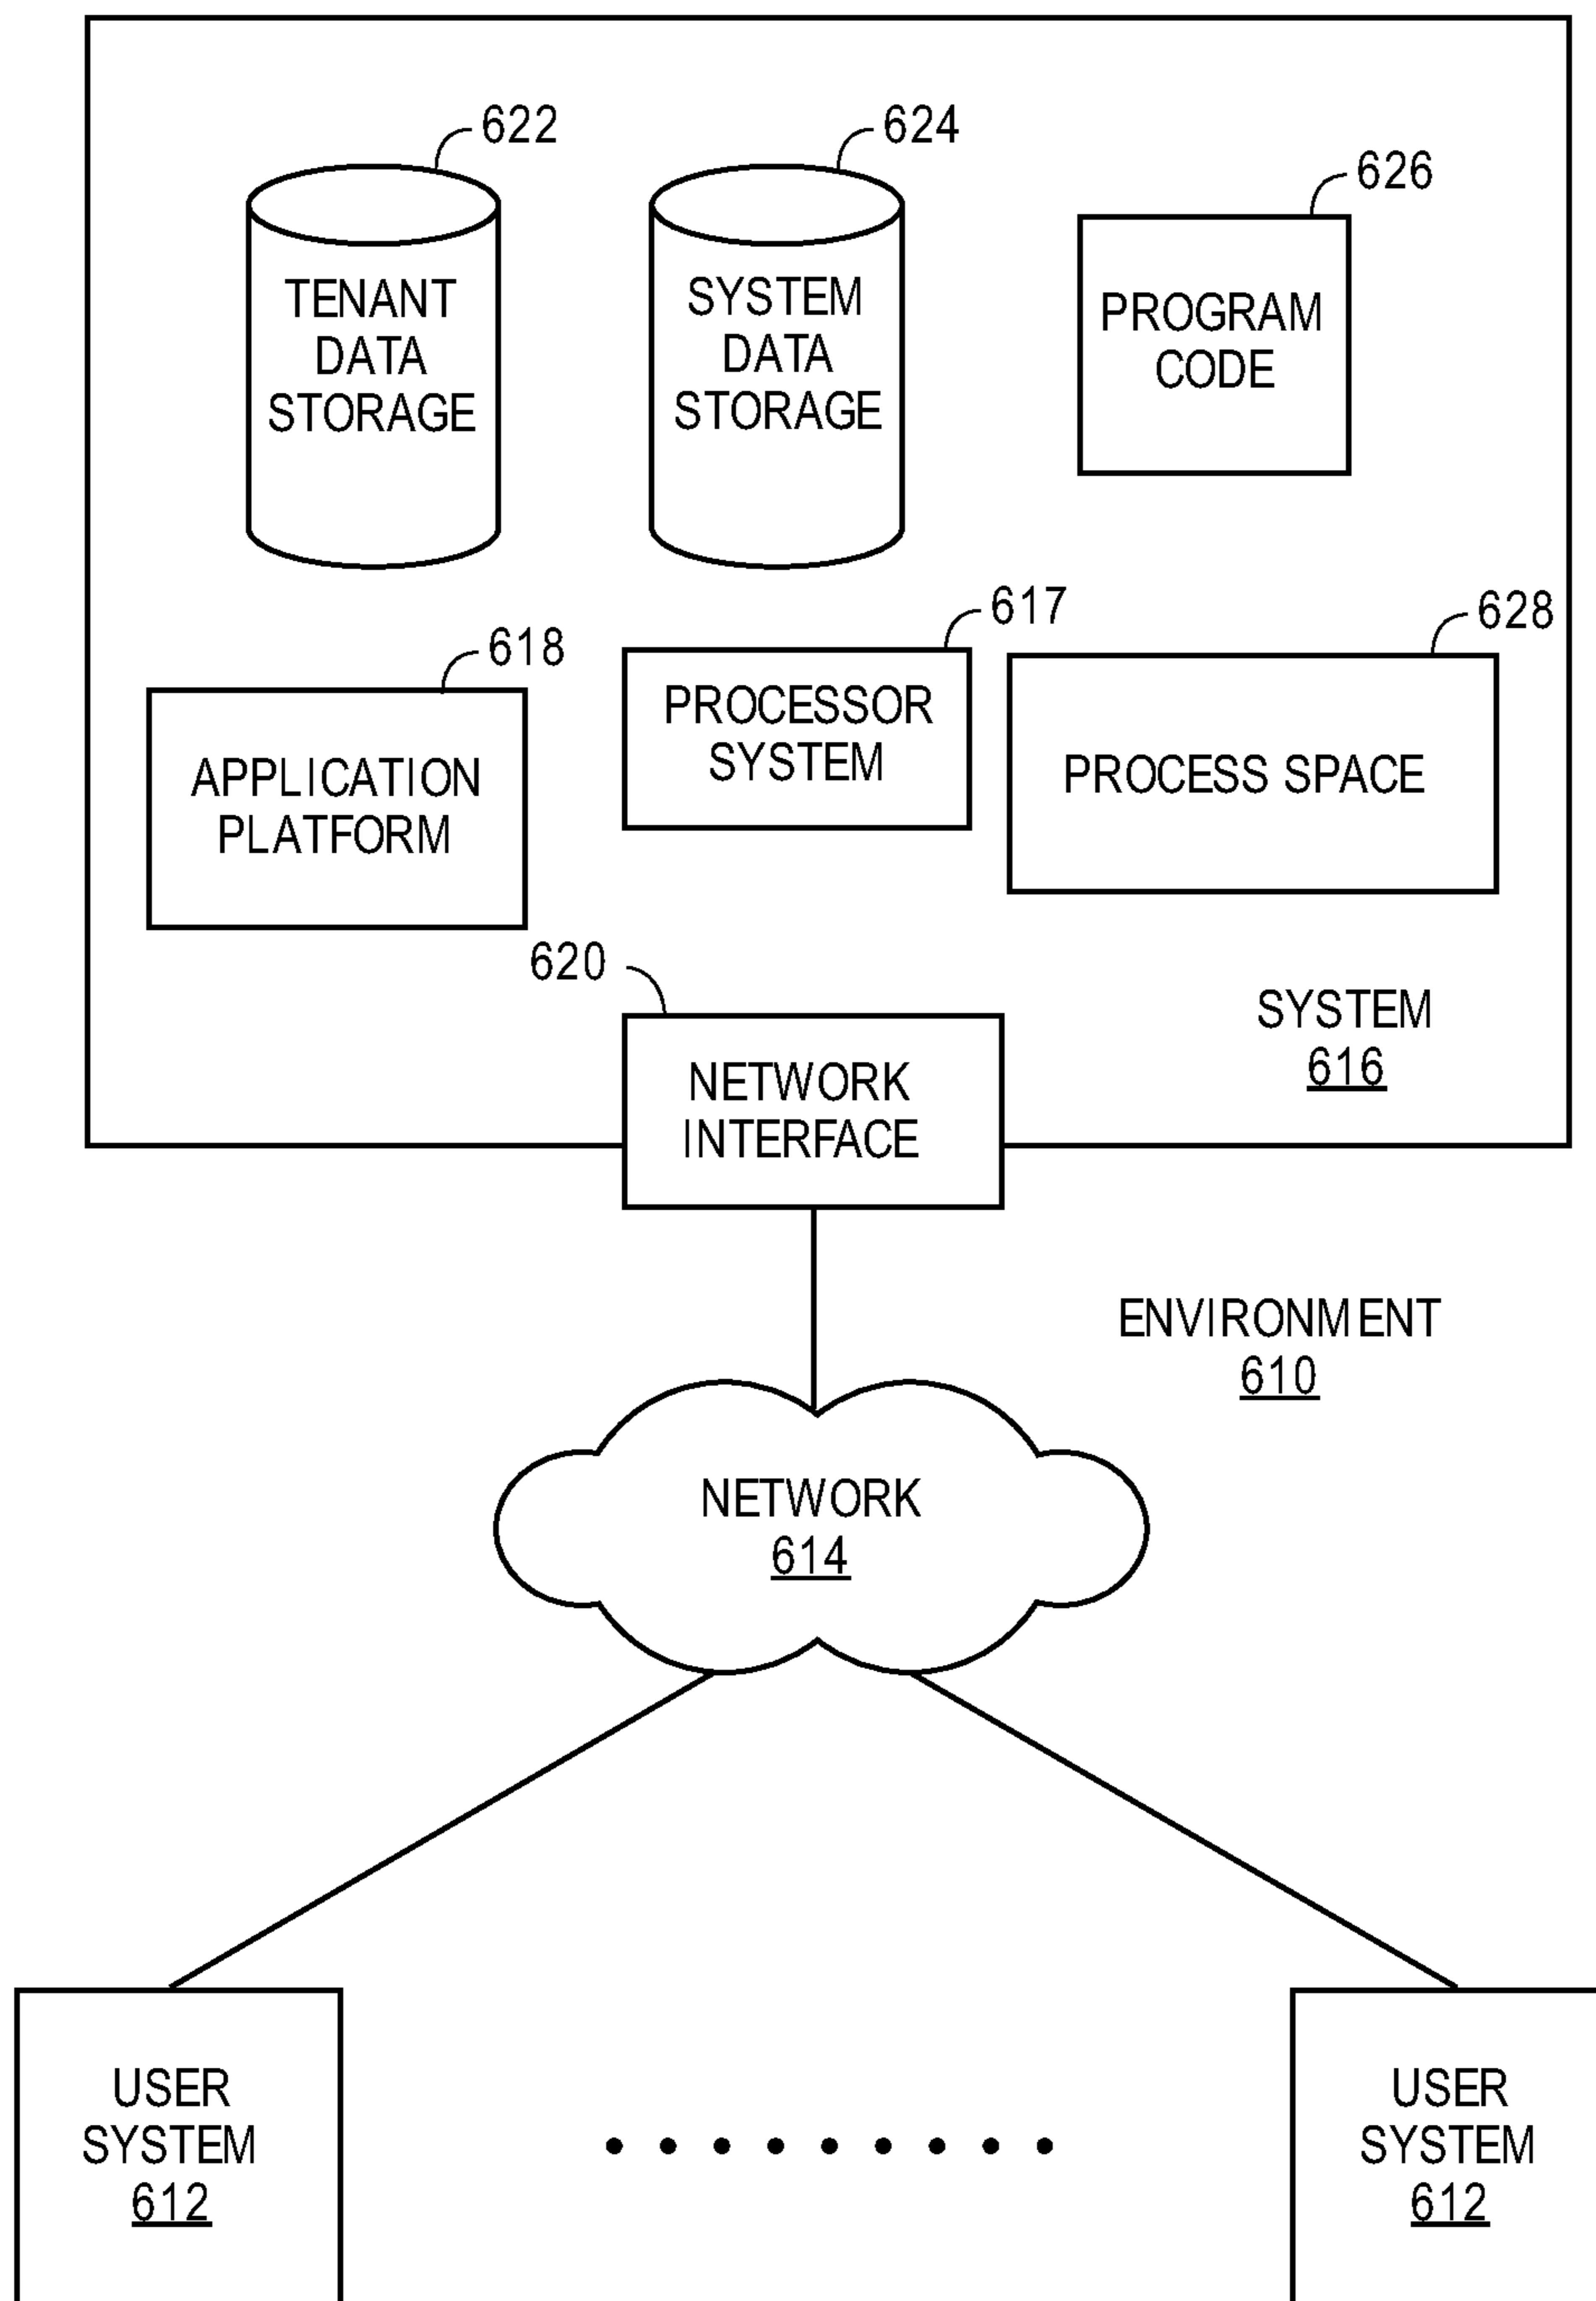 622
624
626
TENANT
DATA
STORAGE
SYSTEM
DATA
STORAGE
PROGRAM
CODE
618
617
628
APPLICATION
PLATFORM
PROCESSOR
SYSTEM
PROCESS SPACE
620
NETWORK
INTERFACE
SYSTEM
616
ENVIRONMENT
610
NETWORK
614
USER
SYSTEM
612
USER
SYSTEM
612